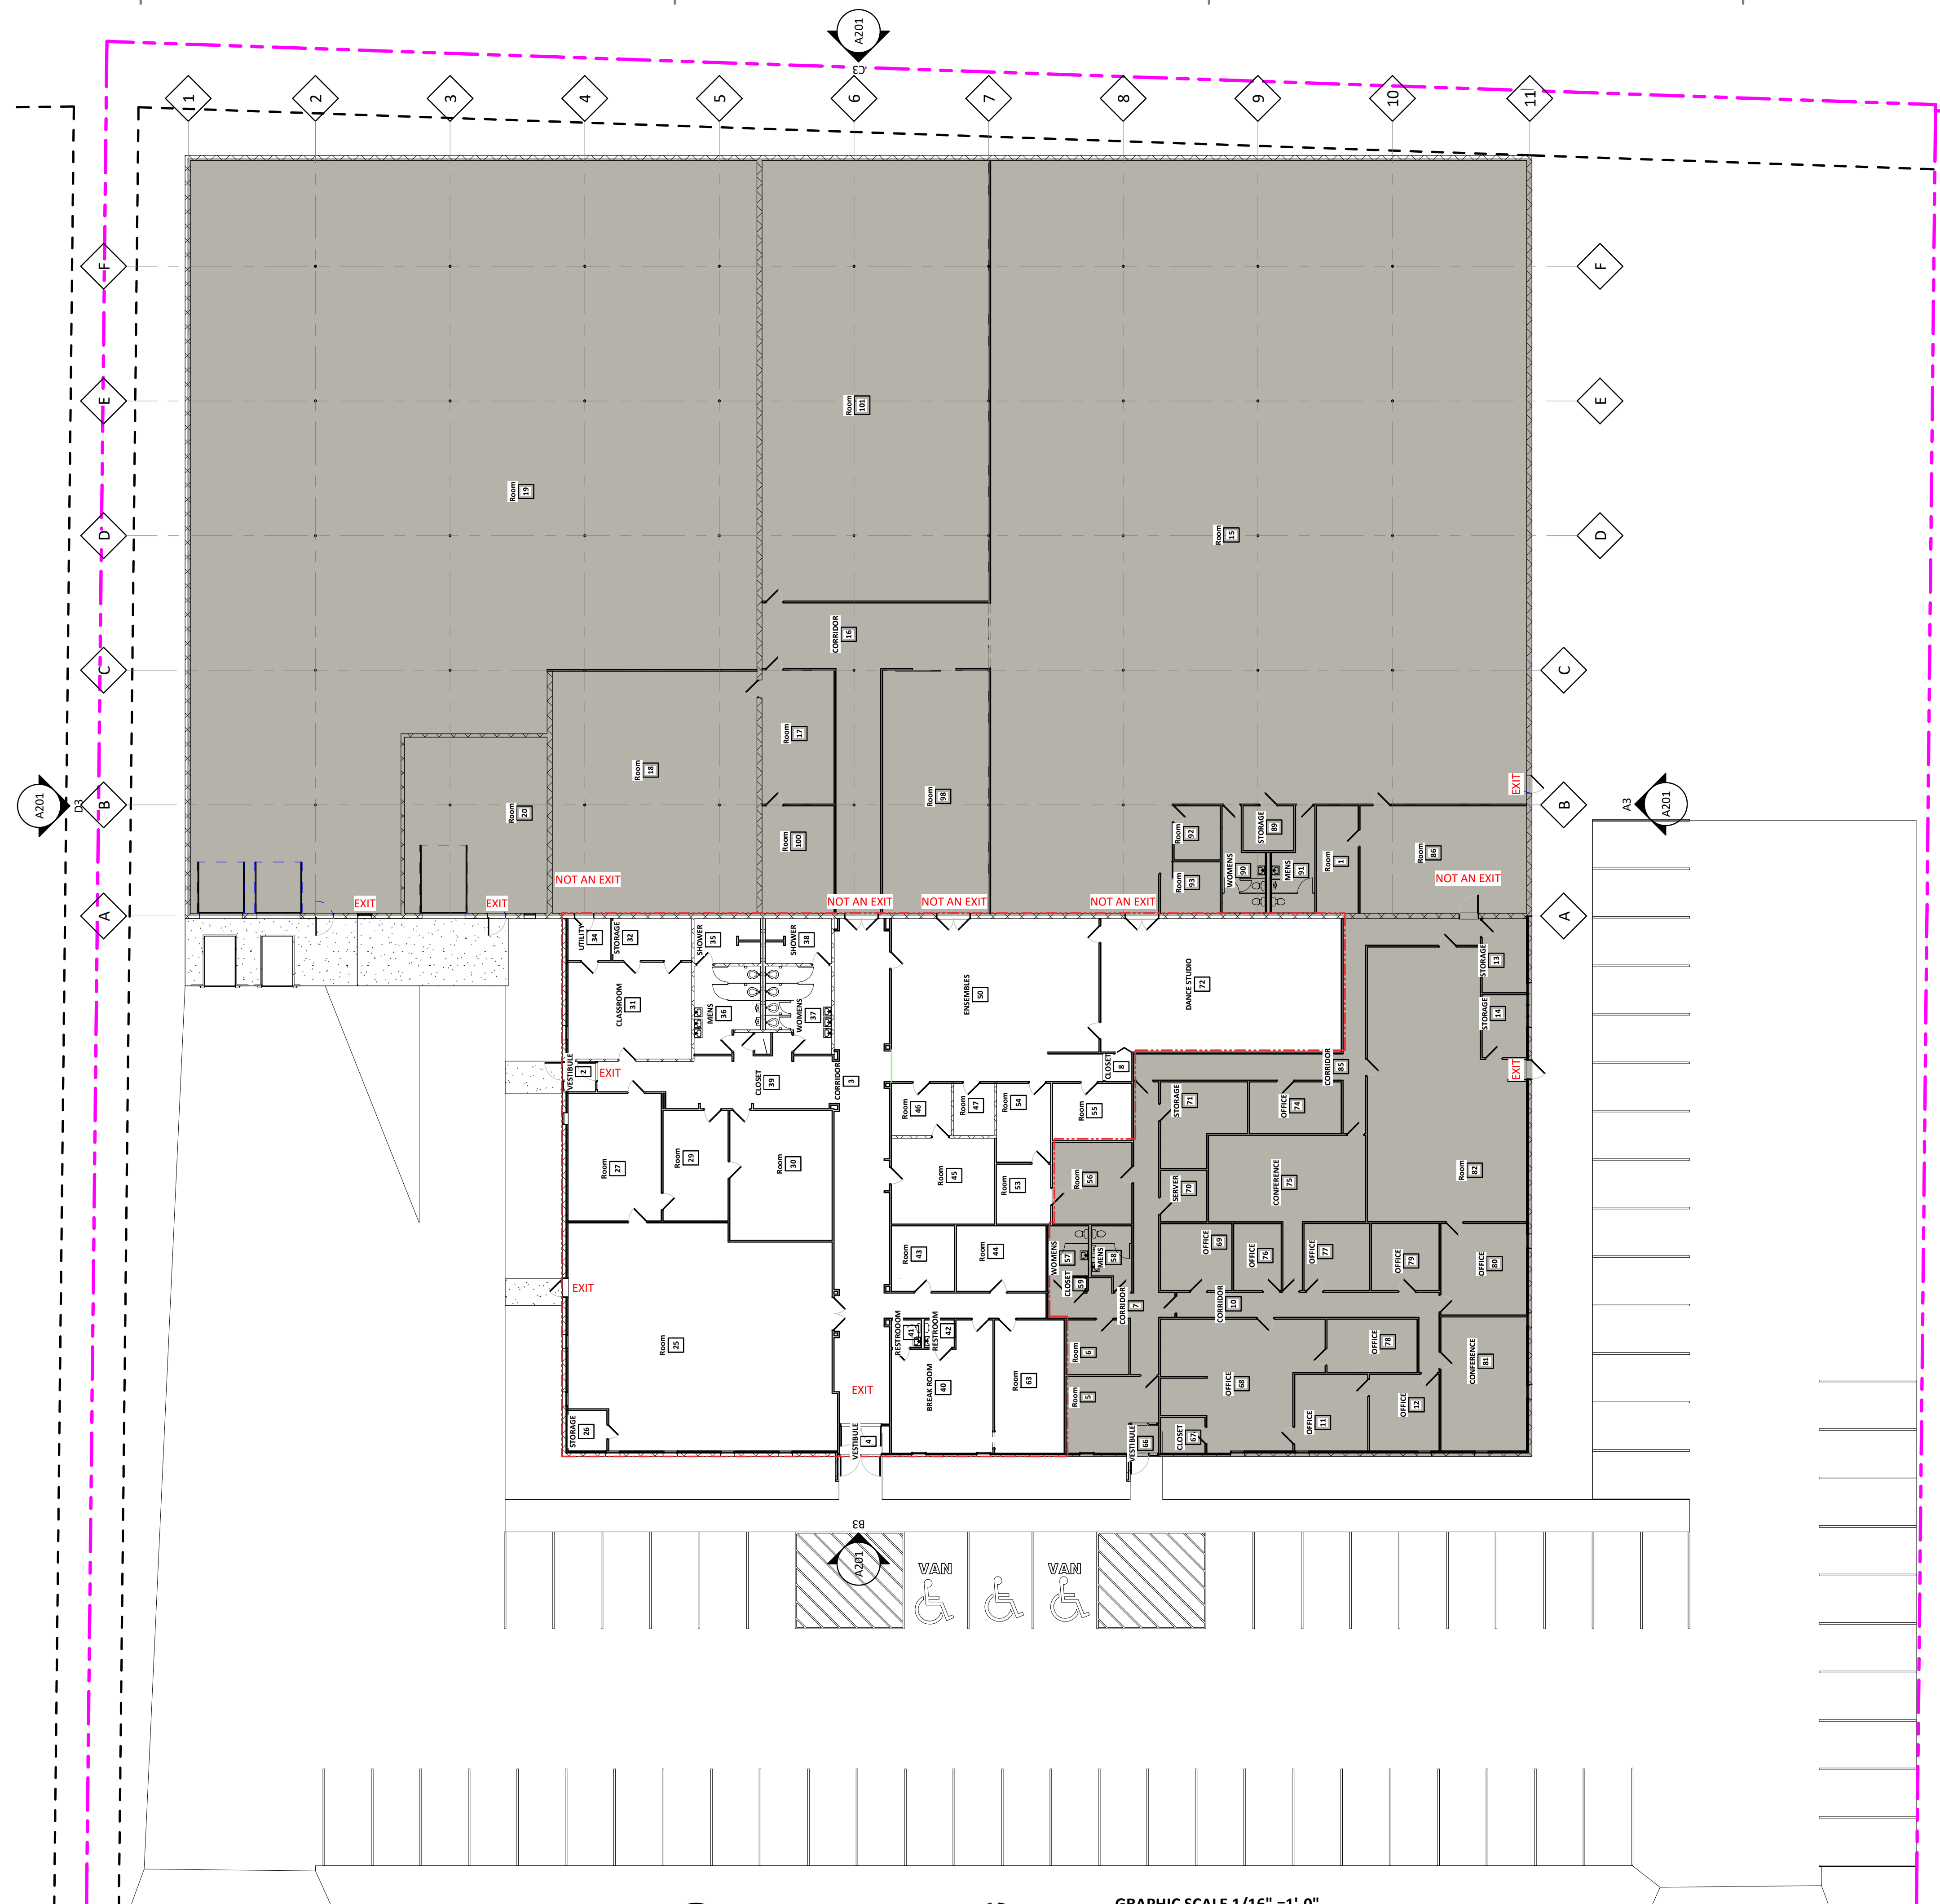 A201
C3
1
2
3
4
5
6
7
8
9
10
11
F
F
E
E
D
D
C
C
B
B
A
A
A201
D3
A3
A201
Room
101
Room
19
Room
15
CORRIDOR
16
Room
17
Room
18
Room
98
Room
20
Room
100
Room
92
STORAGE
89
Room
93
WOMENS
90
MENS
91
Room
1
Room
86
EXIT
NOT AN EXIT
NOT AN EXIT
EXIT
EXIT
NOT AN EXIT
NOT AN EXIT
NOT AN EXIT
UTILITY
34
STORAGE
32
SHOWER
35
SHOWER
38
CLASSROOM
31
MENS
36
WOMENS
37
ENSEMBLES
50
DANCE STUDIO
72
STORAGE
13
STORAGE
14
VESTIBULE
2
EXIT
CLOSET
39
CORRIDOR
3
CLOSET
8
CORRIDOR
85
EXIT
Room
46
Room
47
Room
54
Room
55
STORAGE
71
OFFICE
74
Room
27
Room
29
Room
30
Room
45
Room
53
Room
56
SERVER
70
CONFERENCE
75
Room
82
Room
43
Room
44
WOMENS
57
MENS
58
CLOSET
59
OFFICE
69
OFFICE
76
OFFICE
77
OFFICE
79
OFFICE
80
EXIT
CORRIDOR
7
CORRIDOR
10
Room
25
RESTROOOM
41
RESTROOM
42
Room
6
OFFICE
78
CONFERENCE
81
EXIT
BREAK ROOM
40
Room
63
Room
5
OFFICE
68
OFFICE
11
OFFICE
12
STORAGE
26
VESTIBULE
4
VESTIBULE
66
CLOSET
67
B3
A201
VAN
VAN
GRAPHIC SCALE 1/16" =1'-0"